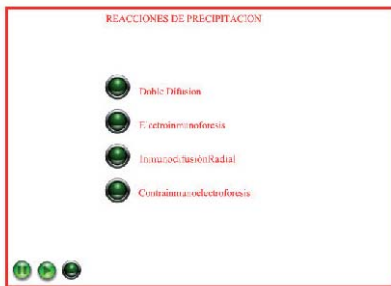 REACCIONES DE PRECIPITACION
Doble Difusion
Electroinmunoforesis
InmunodifusiónRadial
Contrainmunoelectroforesis